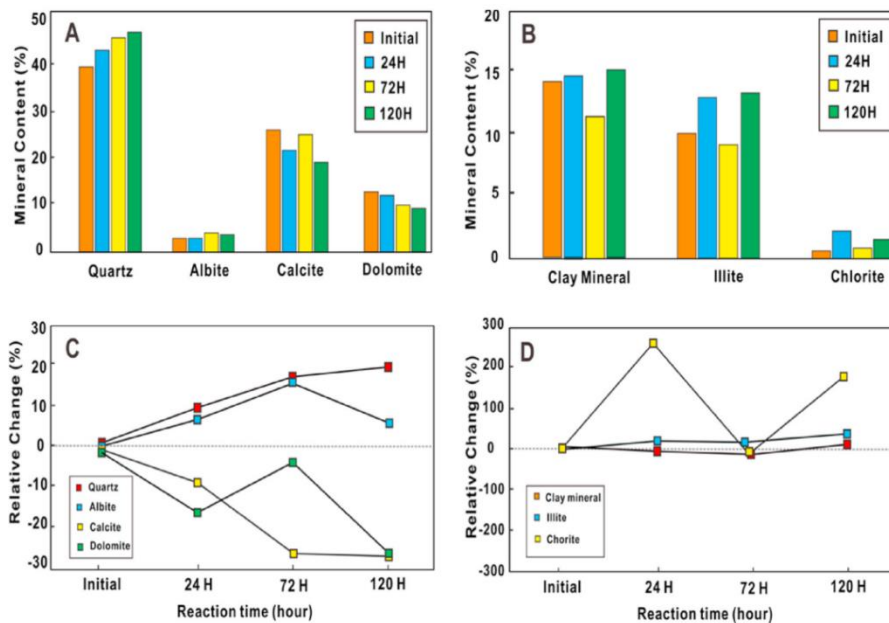 A
Mineral Content (%)
50
40
30
20
10
0
Initial
24H
72H
120H
Quartz Albite Calcite Dolomite
B
Mineral Content (%)
20
15
10
5
0
Initial
24H
72H
120H
Clay Mineral Illite Chlorite
C
Relative Change (%)
30
20
10
0
-10
-20
-30
Quartz
Albite
Calcite
Dolomite
Initial 24 H 72 H 120 H
Reaction time (hour)
D
Relative Change (%)
300
200
100
0
-100
-200
-300
Clay mineral
Illite
Chorite
Initial 24 H 72 H 120 H
Reaction time (hour)